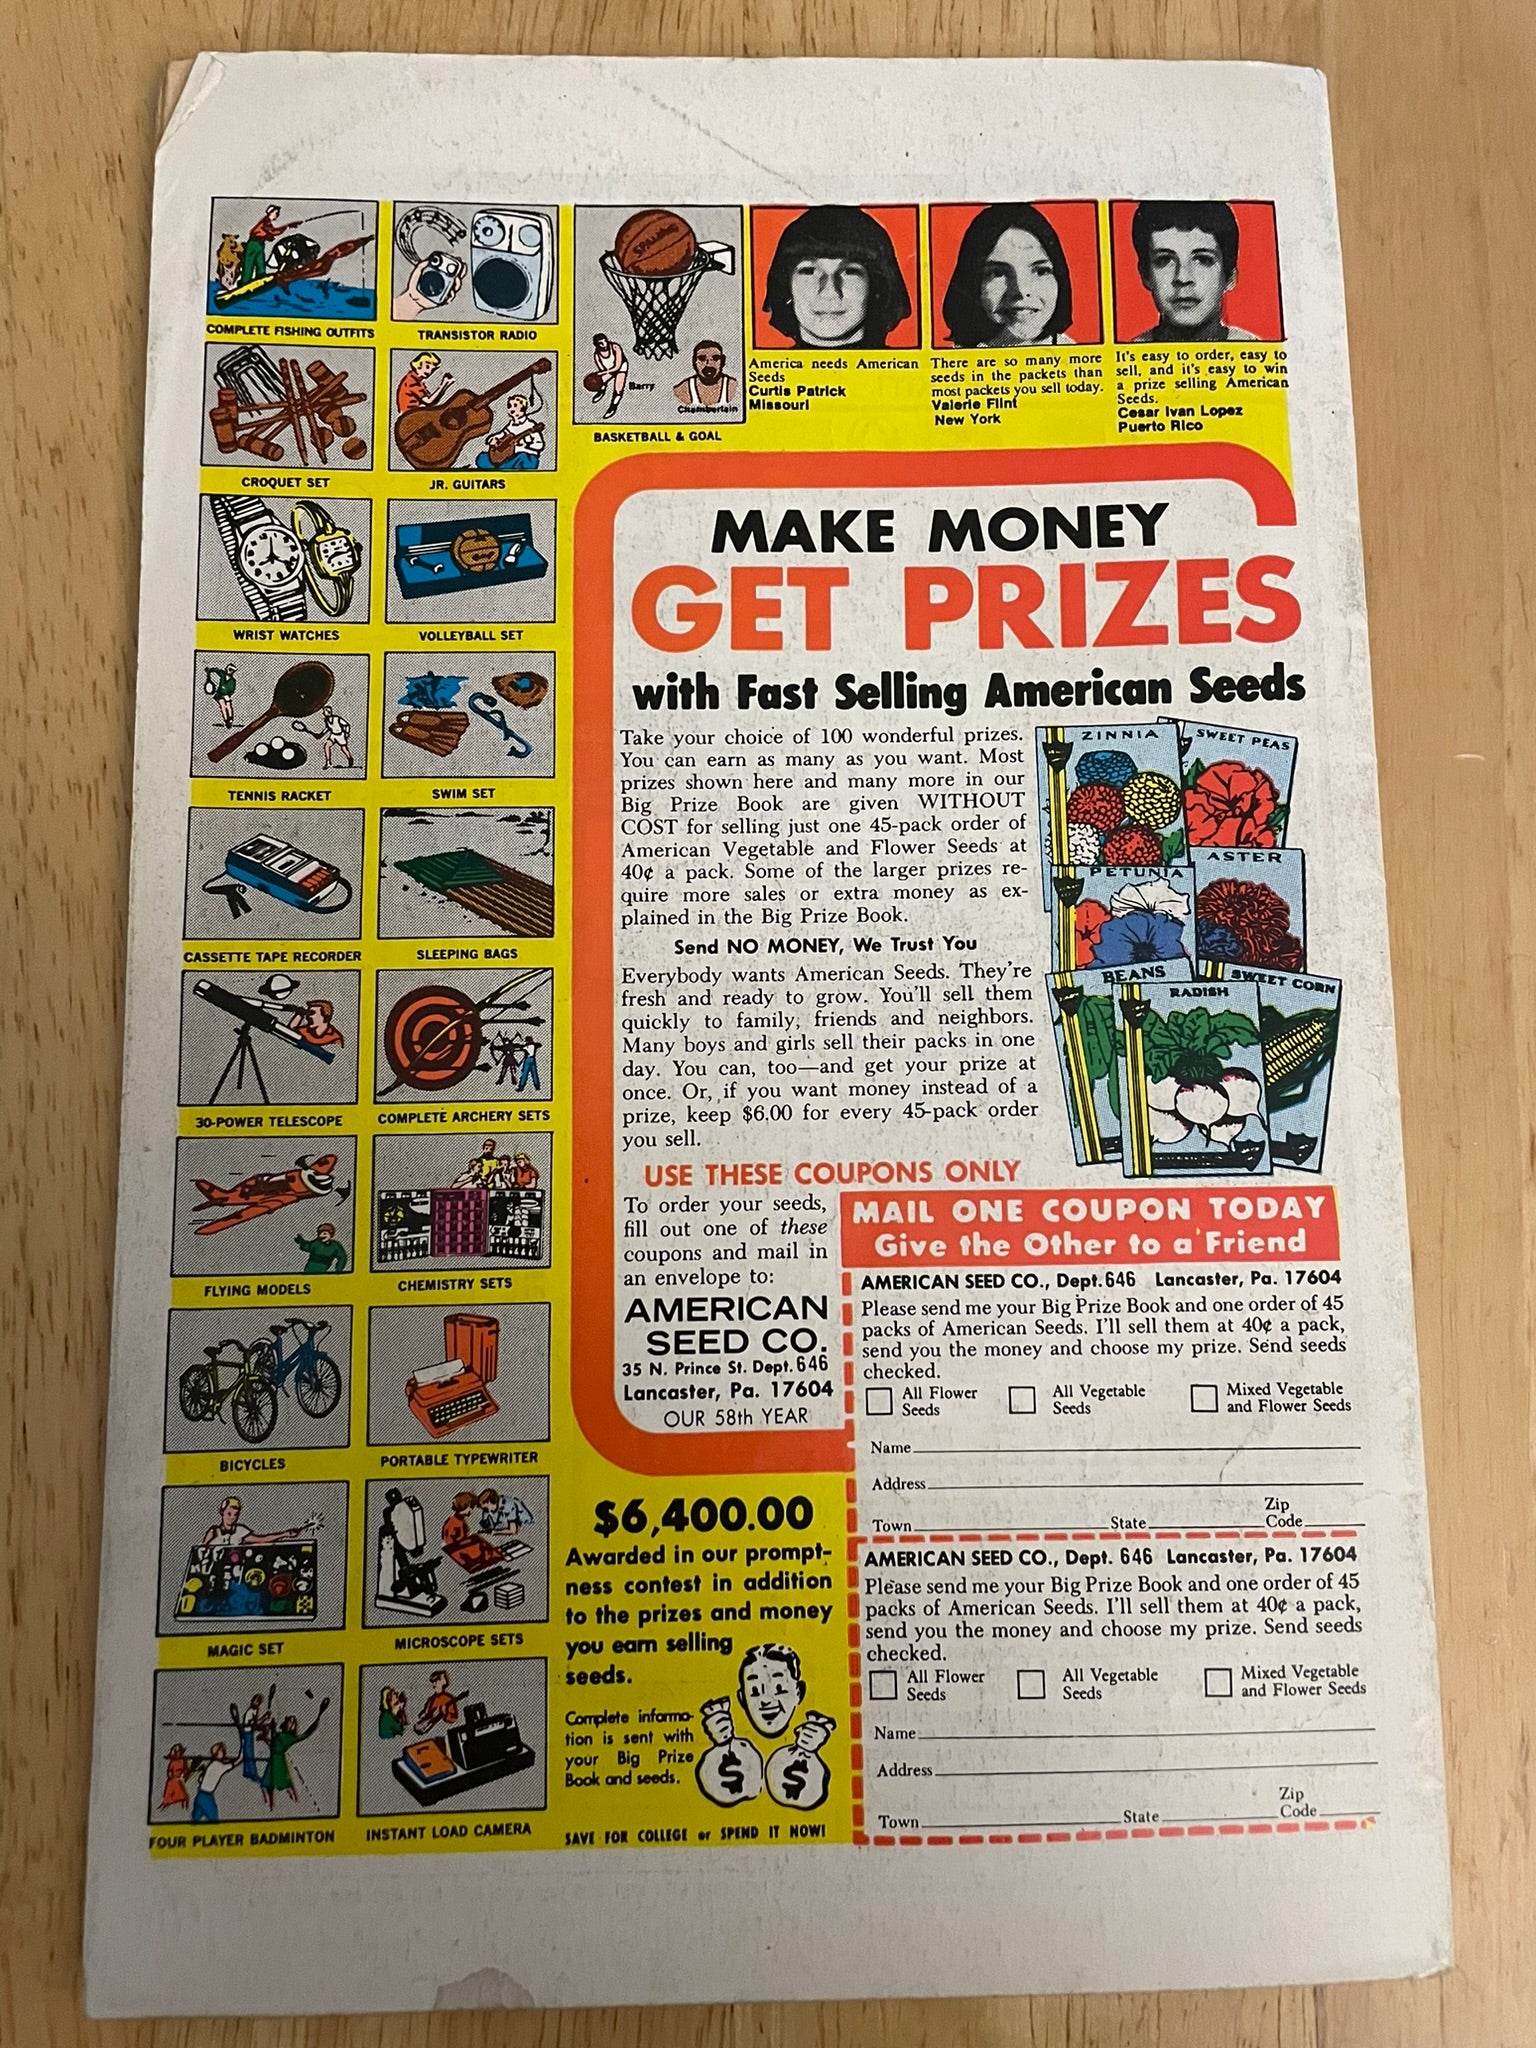 COMPLETE FISHING OUTFITS
TRANSISTOR RADIO
SPALDING
Barry
Chamberlain
BASKETBALL & GOAL
America needs American
Seeds
Curtis Patrick
Missouri
There are so many more
seeds in the packets than
most packets you sell today.
Valerie Flint
New York
It's easy to order, easy to
sell, and it's easy to win
a prize selling American
Seeds.
Cesar Ivan Lopez
Puerto Rico
CROQUET SET
JR. GUITARS
WRIST WATCHES
VOLLEYBALL SET
TENNIS RACKET
SWIM SET
CASSETTE TAPE RECORDER
SLEEPING BAGS
30-POWER TELESCOPE
COMPLETE ARCHERY SETS
FLYING MODELS
CHEMISTRY SETS
BICYCLES
PORTABLE TYPEWRITER
MAGIC SET
MICROSCOPE SETS
FOUR PLAYER BADMINTON
INSTANT LOAD CAMERA
MAKE MONEY
GET PRIZES
with Fast Selling American Seeds
Take your choice of 100 wonderful prizes.
You can earn as many as you want. Most
prizes shown here and many more in our
Big Prize Book are given WITHOUT
COST for selling just one 45-pack order of
American Vegetable and Flower Seeds at
40¢ a pack. Some of the larger prizes re-
quire more sales or extra money as ex-
plained in the Big Prize Book.
Send NO MONEY, We Trust You
Everybody wants American Seeds. They're
fresh and ready to grow. You'll sell them
quickly to family, friends and neighbors.
Many boys and girls sell their packs in one
day. You can, too—and get your prize at
once. Or, if you want money instead of a
prize, keep $6.00 for every 45-pack order
you sell.
ZINNIA
SWEET PEAS
PETUNIA
ASTER
BEANS
RADISH
SWEET CORN
USE THESE COUPONS ONLY
To order your seeds,
fill out one of these
coupons and mail in
an envelope to:
AMERICAN
SEED CO.
35 N. Prince St. Dept. 646
Lancaster, Pa. 17604
OUR 58th YEAR
MAIL ONE COUPON TODAY
Give the Other to a Friend
AMERICAN SEED CO., Dept. 646 Lancaster, Pa. 17604
Please send me your Big Prize Book and one order of 45
packs of American Seeds. I'll sell them at 40¢ a pack,
send you the money and choose my prize. Send seeds
checked.
All Flower Seeds
All Vegetable Seeds
Mixed Vegetable and Flower Seeds
Name
Address
Town State Zip Code
AMERICAN SEED CO., Dept. 646 Lancaster, Pa. 17604
Please send me your Big Prize Book and one order of 45
packs of American Seeds. I'll sell them at 40¢ a pack,
send you the money and choose my prize. Send seeds
checked.
All Flower Seeds
All Vegetable Seeds
Mixed Vegetable and Flower Seeds
Name
Address
Town State Zip Code
$6,400.00
Awarded in our prompt-
ness contest in addition
to the prizes and money
you earn selling
seeds.
Complete informa-
tion is sent with
your Big Prize
Book and seeds.
$ $
SAVE FOR COLLEGE or SPEND IT NOW!